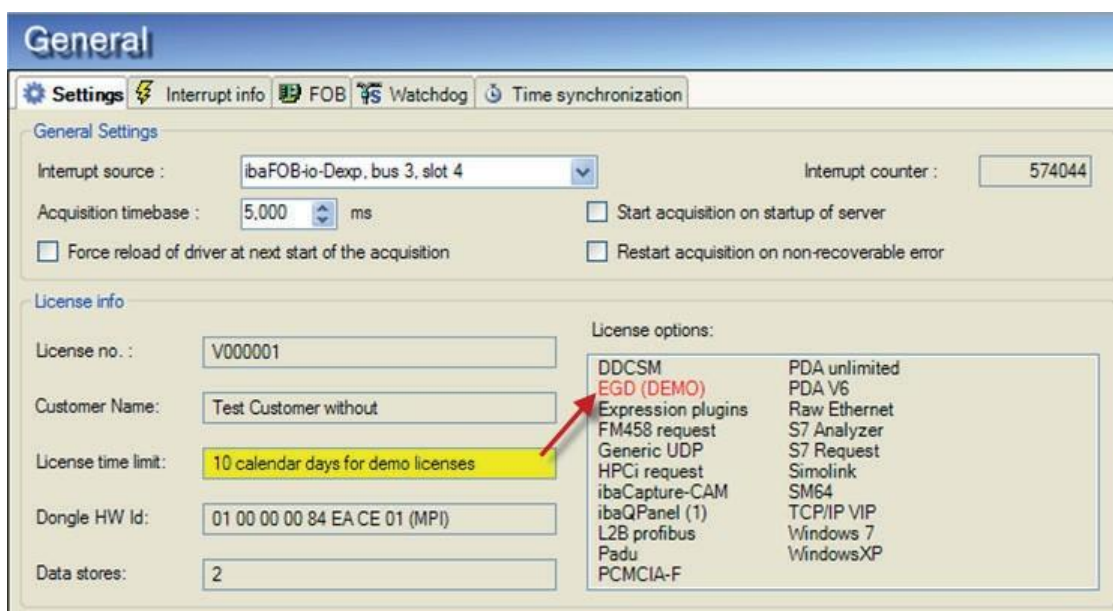 General
Settings Interrupt info FOB Watchdog Time synchronization
General Settings
Interrupt source : ibaFOB-io-Dexp, bus 3, slot 4 Interrupt counter : 574044
Acquisition timebase : 5,000 ms Start acquisition on startup of server
Force reload of driver at next start of the acquisition Restart acquisition on non-recoverable error
License info
License no. : V000001
Customer Name: Test Customer without
License time limit: 10 calendar days for demo licenses
Dongle HW Id: 01 00 00 00 84 EA CE 01 (MPI)
Data stores: 2
License options:
DDCSM
EGD (DEMO)
Expression plugins
FM458 request
Generic UDP
HPCi request
ibaCapture-CAM
ibaQPanel (1)
L2B profibus
Padu
PCMCIA-F
PDA unlimited
PDA V6
Raw Ethernet
S7 Analyzer
S7 Request
Simolink
SM64
TCP/IP VIP
Windows 7
WindowsXP